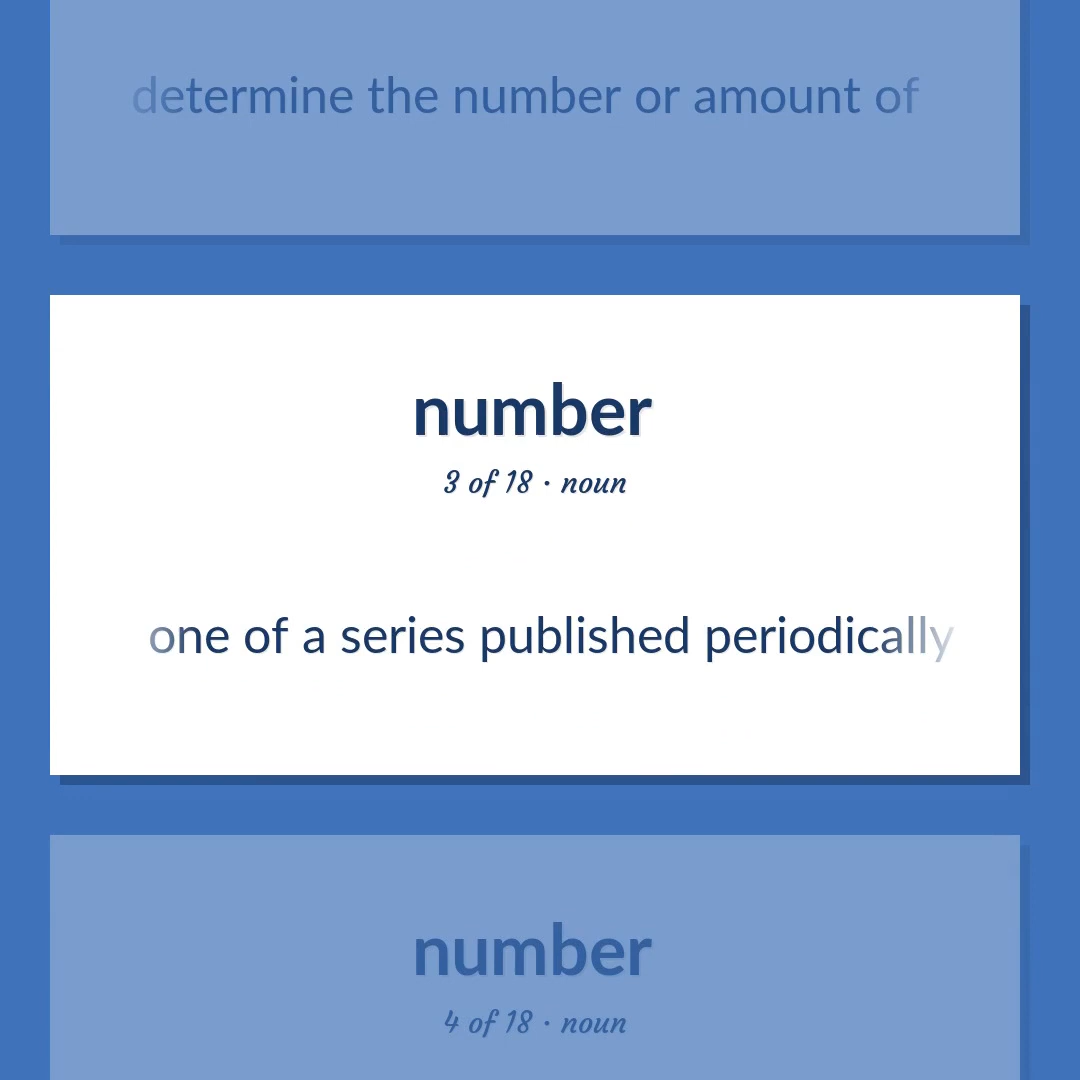 determine the number or amount of
number
3 of 18 · noun
one of a series published periodically
number
4 of 18 · noun